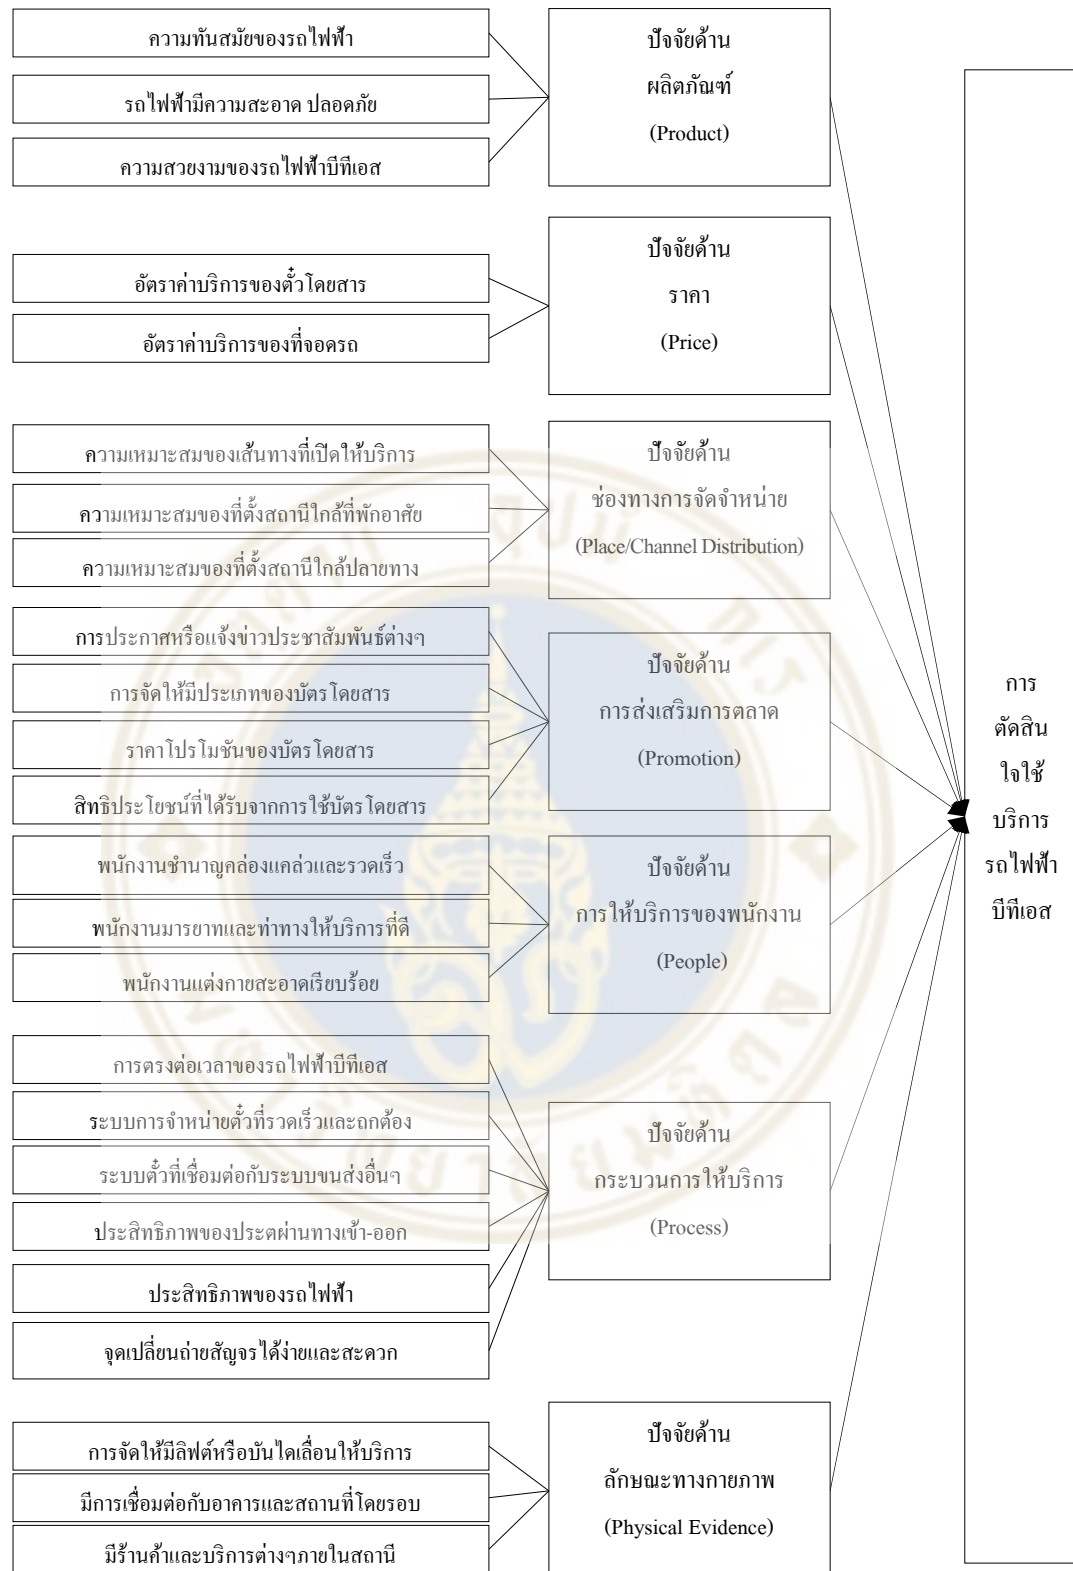 ความทันสมัยของรถไฟฟ้า
รถไฟฟ้ามีความสะอาด ปลอดภัย
ความสวยงามของรถไฟฟ้าบีทีเอส
ปัจจัยด้าน
ผลิตภัณฑ์
(Product)
อัตราค่าบริการของตั๋วโดยสาร
อัตราค่าบริการของที่จอดรถ
ปัจจัยด้าน
ราคา
(Price)
ความเหมาะสมของเส้นทางที่เปิดให้บริการ
ความเหมาะสมของที่ตั้งสถานีใกล้ที่พักอาศัย
ความเหมาะสมของที่ตั้งสถานีใกล้ปลายทาง
ปัจจัยด้าน
ช่องทางการจัดจำหน่าย
(Place/Channel Distribution)
การประกาศหรือแจ้งข่าวประชาสัมพันธ์ต่างๆ
การจัดให้มีประเภทของบัตรโดยสาร
ราคาโปรโมชันของบัตรโดยสาร
สิทธิประโยชน์ที่ได้รับจากการใช้บัตรโดยสาร
ปัจจัยด้าน
การส่งเสริมการตลาด
(Promotion)
พนักงานชำนาญคล่องแคล่วและรวดเร็ว
พนักงานมารยาทและท่าทางให้บริการที่ดี
พนักงานแต่งกายสะอาดเรียบร้อย
ปัจจัยด้าน
การให้บริการของพนักงาน
(People)
การตรงต่อเวลาของรถไฟฟ้าบีทีเอส
ระบบการจำหน่ายตั๋วที่รวดเร็วและถกต้อง
ระบบตั๋วที่เชื่อมต่อกับระบบขนส่งอื่นๆ
ประสิทธิภาพของประตผ่านทางเข้า-ออก
ประสิทธิภาพของรถไฟฟ้า
จุดเปลี่ยนถ่ายสัญจรได้ง่ายและสะดวก
ปัจจัยด้าน
กระบวนการให้บริการ
(Process)
การจัดให้มีลิฟต์หรือบันไดเลื่อนให้บริการ
มีการเชื่อมต่อกับอาคารและสถานที่โดยรอบ
มีร้านค้าและบริการต่างๆภายในสถานี
ปัจจัยด้าน
ลักษณะทางกายภาพ
(Physical Evidence)
การ
ตัดสิน
ใจใช้
บริการ
รถไฟฟ้า
บีทีเอส